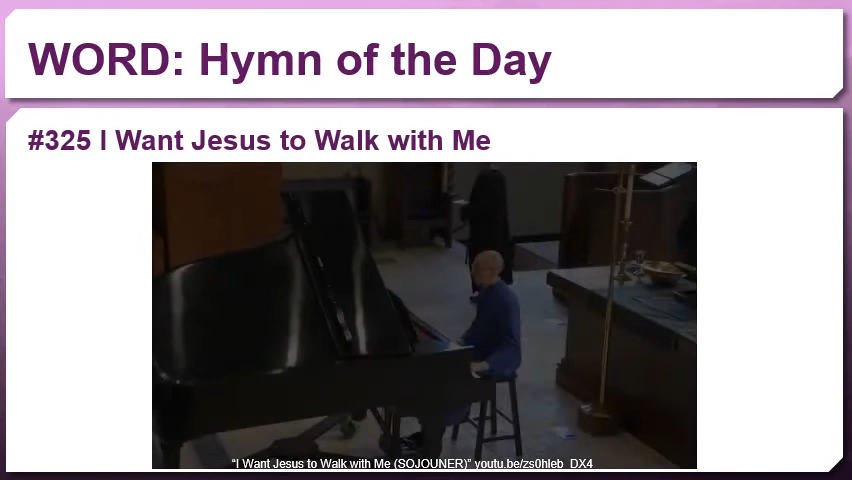 WORD: Hymn of the Day
#325 I Want Jesus to Walk with Me
“I Want Jesus to Walk with Me (SOJOUNER)” youtu.be/zs0hleb_DX4